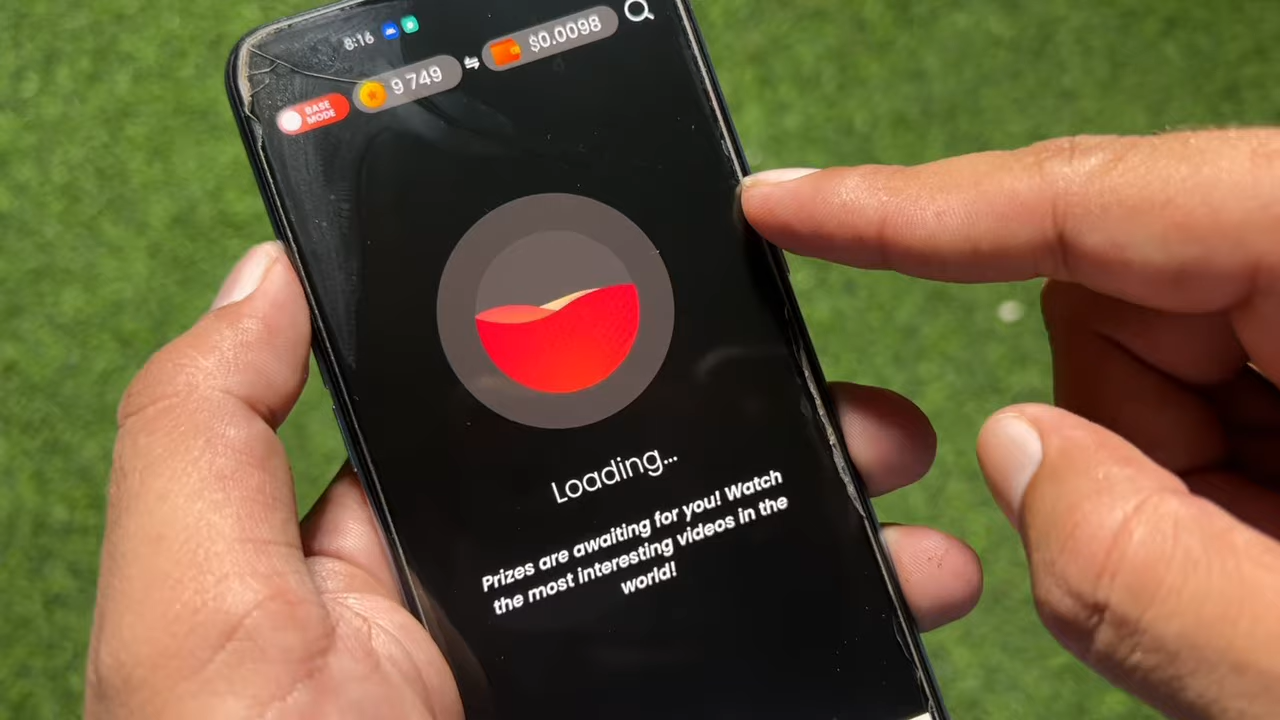 8:16
BASE
MODE
9 749
$0.0098
Loading...
Prizes are awaiting for you! Watch
the most interesting videos in the
world!